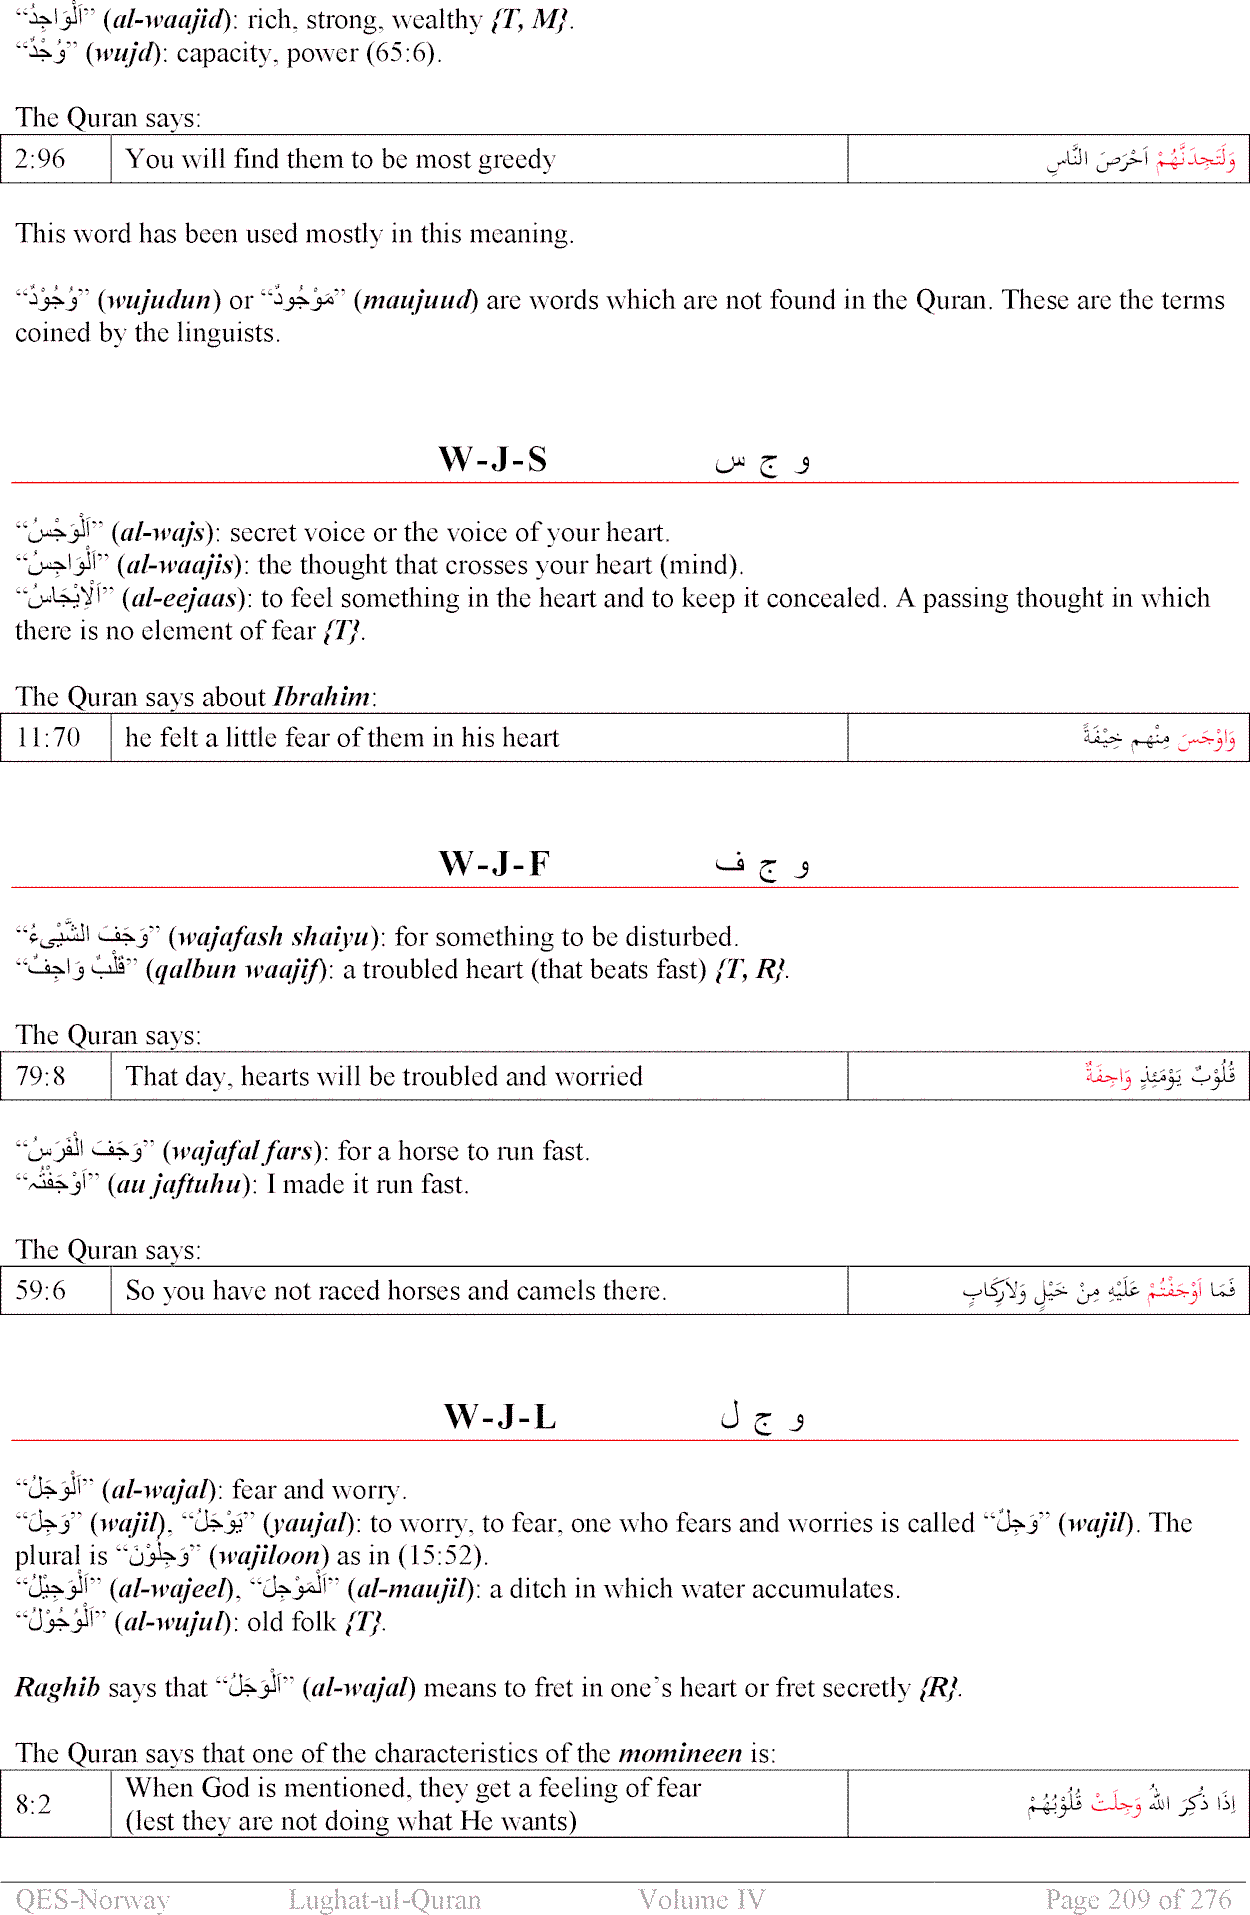 “اَلْوَاجِدُ” (al-waajid): rich, strong, wealthy {T, M}.
“وُجْدٌ” (wujd): capacity, power (65:6).
The Quran says:
2:96 You will find them to be most greedy وَلَتَجِدَنَّهُمْ اَحْرَصَ النَّاسِ
This word has been used mostly in this meaning.
“وُجُوْدٌ” (wujudun) or “مَوْجُودٌ” (maujuud) are words which are not found in the Quran. These are the terms
coined by the linguists.
W-J-S و ج س
“اَلْوَجْسُ” (al-wajs): secret voice or the voice of your heart.
“اَلْوَاجِسُ” (al-waajis): the thought that crosses your heart (mind).
“اَلْاِيْجَاسُ” (al-eejaas): to feel something in the heart and to keep it concealed. A passing thought in which
there is no element of fear {T}.
The Quran says about Ibrahim:
11:70 he felt a little fear of them in his heart وَاَوْجَسَ مِنْهم خِيْفَةً
W-J-F و ج ف
“وَجَفَ الشَّيْیءُ” (wajafash shaiyu): for something to be disturbed.
“قَلْبٌ وَاجِفٌ” (qalbun waajif): a troubled heart (that beats fast) {T, R}.
The Quran says:
79:8 That day, hearts will be troubled and worried قُلُوْبٌ يَوْمَئِذٍ وَاجِفَةٌ
“وَجَفَ الْفَرَسُ” (wajafal fars): for a horse to run fast.
“اَوْجَفْتُہ” (au jaftuhu): I made it run fast.
The Quran says:
59:6 So you have not raced horses and camels there. فَمَا اَوْجَفْتُمْ عَلَيْهِ مِنْ خَيْلٍ وَلَارِكَابٍ
W-J-L و ج ل
“اَلْوَجَلُ” (al-wajal): fear and worry.
“وَجِلَ” (wajil), “يَوْجَلُ” (yaujal): to worry, to fear, one who fears and worries is called “وَجِلٌ” (wajil). The
plural is “وَجِلُوْنَ” (wajiloon) as in (15:52).
“اَلْوَجِيْلُ” (al-wajeel), “اَلْمَوْجِلَ” (al-maujil): a ditch in which water accumulates.
“اَلْوُجُوْلُ” (al-wujul): old folk {T}.
Raghib says that “اَلْوَجَلُ” (al-wajal) means to fret in one’s heart or fret secretly {R}.
The Quran says that one of the characteristics of the momineen is:
8:2 When God is mentioned, they get a feeling of fear
(lest they are not doing what He wants) اِذَا ذُكِرَ اللهُ وَجِلَتْ قُلُوْبُهُمْ
QES-Norway Lughat-ul-Quran Volume IV Page 209 of 276